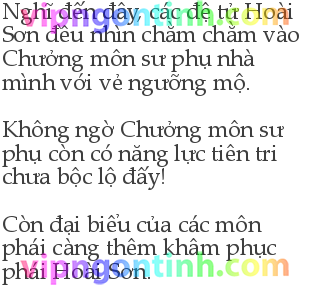 Nghĩ đến đây, các đệ tử Hoài
Sơn đều nhìn chằm chằm vào
Chưởng môn sư phụ nhà
mình với vẻ ngưỡng mộ.
Không ngờ Chưởng môn sư
phụ còn có năng lực tiên tri
chưa bộc lộ đấy!
Còn đại biểu của các môn
phái càng thêm khâm phục
phái Hoài Sơn.
vipngontinh.com
vipngontinh.com